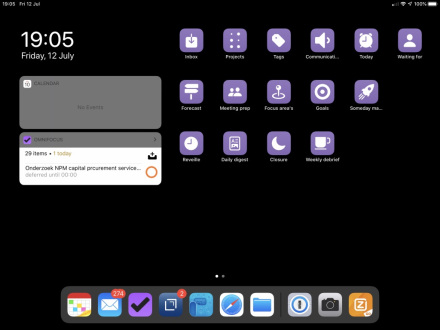 19:05 Fri 12 Jul
100%
19:05
Friday, 12 July
CALENDAR
No Events
OMNIFOCUS
29 items • 1 today
Onderzoek NPM capital prcurement service...
deferred until 00:00
Inbox
Projects
Tags
Communicati...
Today
Waiting for
Forecast
Meeting prep
Focus area's
Goals
Someday ma...
Reveille
Daily digest
Closure
Weekly debrief
274
2